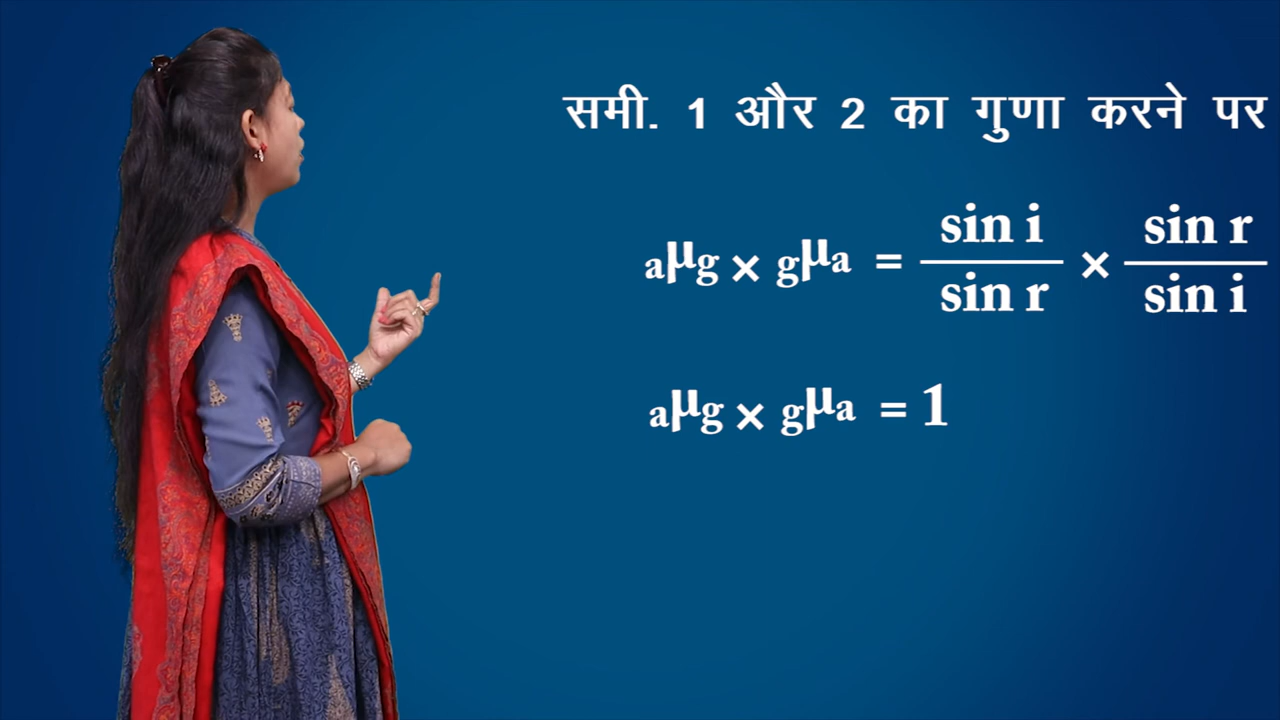 समी. 1 और 2 का गुणा करने पर
aμg × gμa = sin i / sin r × sin r / sin i
aμg × gμa = 1